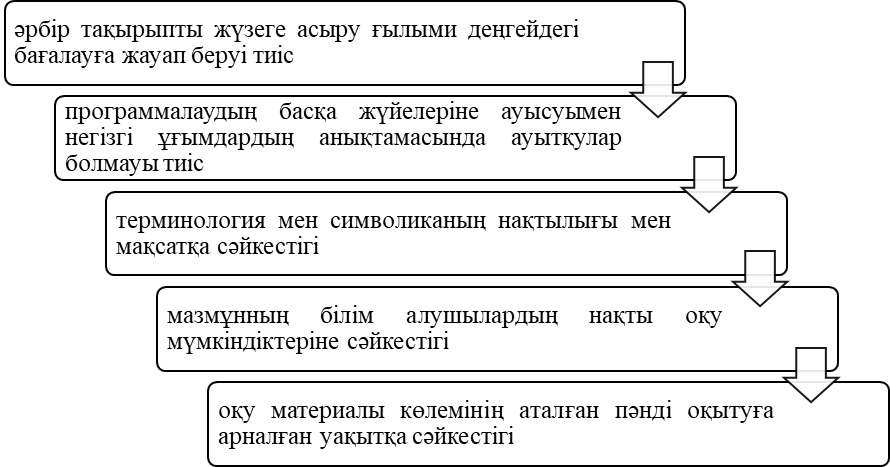 әрбір тақырыпты жүзеге асыру ғылыми деңгейдегі
бағалауға жауап беруі тиіс
программалаудың басқа жүйелеріне ауысуымен
негізгі ұғымдардың анықтамасында ауытқулар
болмауы тиіс
терминология мен символиканың нақтылығы мен
мақсатқа сәйкестігі
мазмұнның білім алушылардың нақты оқу
мүмкіндіктеріне сәйкестігі
оқу материалы көлемінің аталған пәнді оқытуға
арналған уақытқа сәйкестігі